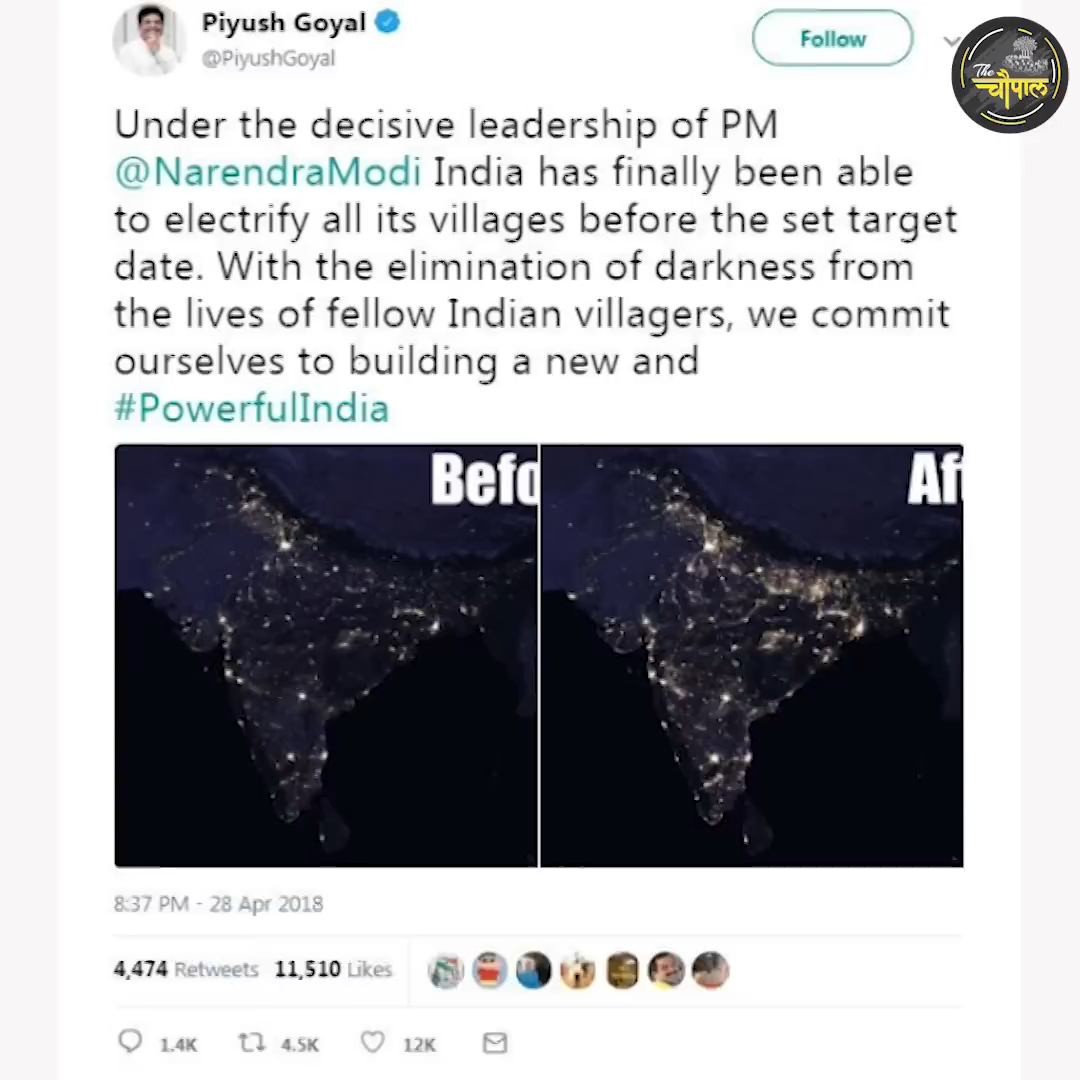 Piyush Goyal
@PiyushGoyal
Follow
The
चौपाल
Under the decisive leadership of PM
@NarendraModi India has finally been able
to electrify all its villages before the set target
date. With the elimination of darkness from
the lives of fellow Indian villagers, we commit
ourselves to building a new and
#PowerfulIndia
Befo
Af
8:37 PM - 28 Apr 2018
4,474 Retweets 11,510 Likes
1.4K 4.5K 12K